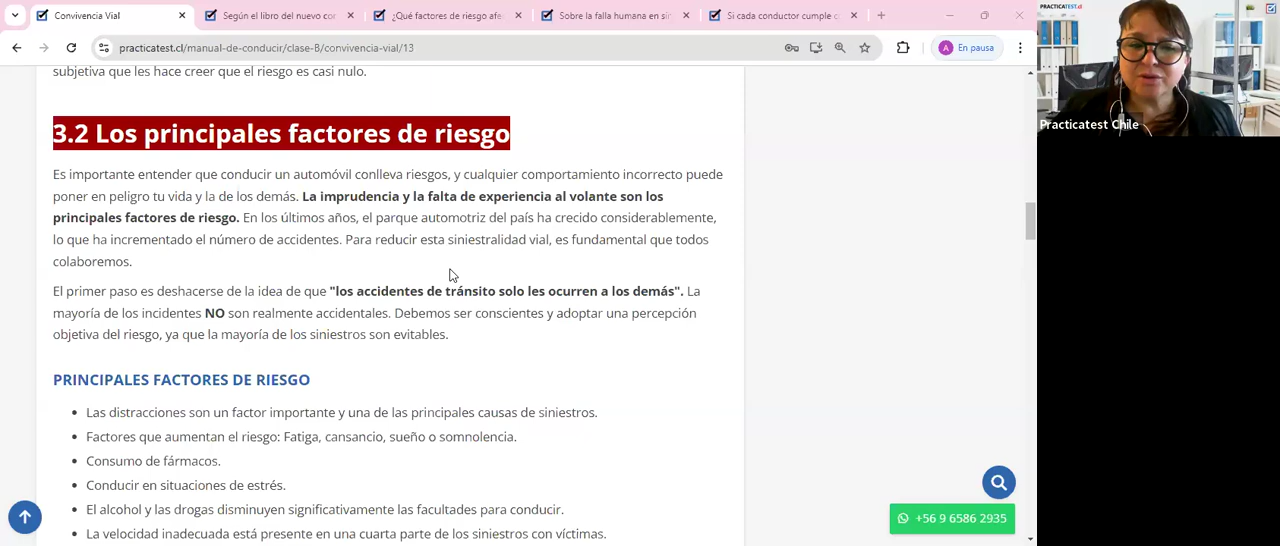 Convivencia Vial
Según el libro del nuevo con
¿Qué factores de riesgo afe
Sobre la falla humana en sin
Si cada conductor cumple c
practicatest.cl/manual-de-conducir/clase-B/convivencia-vial/13
A
En pausa
PRACTICATEST.CL
Practicatest Chile
subjetiva que les hace creer que el riesgo es casi nulo.
3.2 Los principales factores de riesgo
Es importante entender que conducir un automóvil conlleva riesgos, y cualquier comportamiento incorrecto puede
poner en peligro tu vida y la de los demás. La imprudencia y la falta de experiencia al volante son los
principales factores de riesgo. En los últimos años, el parque automotriz del país ha crecido considerablemente,
lo que ha incrementado el número de accidentes. Para reducir esta siniestralidad vial, es fundamental que todos
colaboremos.
El primer paso es deshacerse de la idea de que "los accidentes de tránsito solo les ocurren a los demás". La
mayoría de los incidentes NO son realmente accidentales. Debemos ser conscientes y adoptar una percepción
objetiva del riesgo, ya que la mayoría de los siniestros son evitables.
PRINCIPALES FACTORES DE RIESGO
• Las distracciones son un factor importante y una de las principales causas de siniestros.
• Factores que aumentan el riesgo: Fatiga, cansancio, sueño o somnolencia.
• Consumo de fármacos.
• Conducir en situaciones de estrés.
• El alcohol y las drogas disminuyen significativamente las facultades para conducir.
• La velocidad inadecuada está presente en una cuarta parte de los siniestros con víctimas.
+56 9 6586 2935